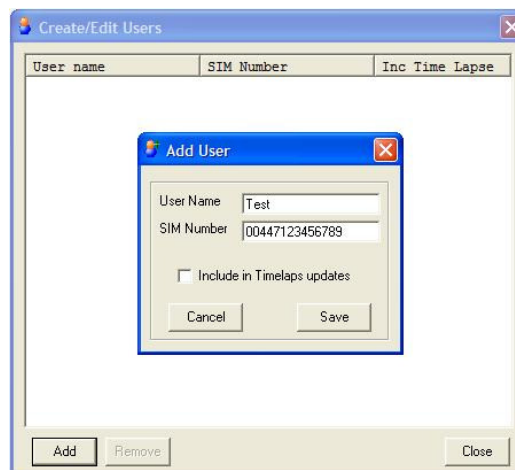 Create/Edit Users
User name SIM Number Inc Time Lapse
Add User
User Name Test
SIM Number 00447123456789
Include in Timelaps updates
Cancel Save
Add Remove Close